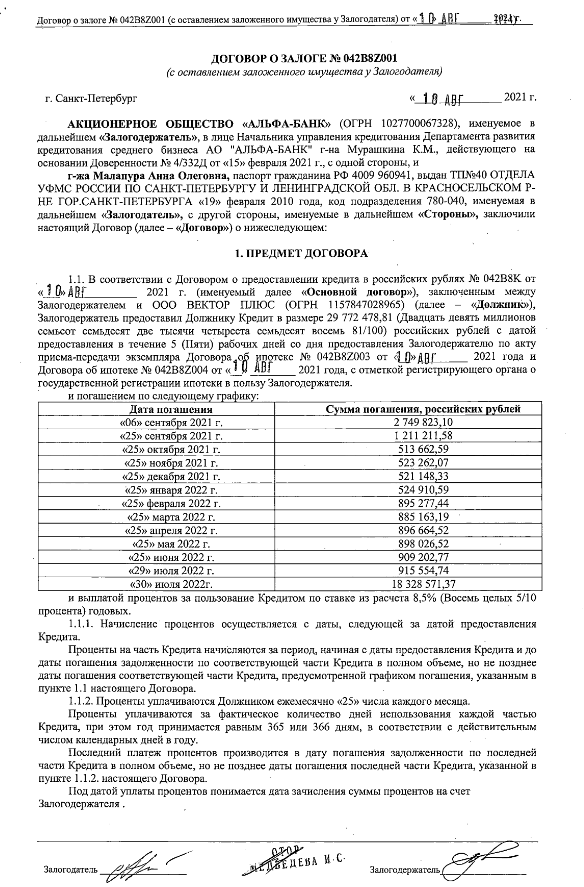 Договор о залоге № 042B8Z001 (с оставлением заложенного имущества у Залогодателя) от «10» АВГ 2021г.
ДОГОВОР О ЗАЛОГЕ № 042B8Z001
(с оставлением заложенного имущества у Залогодателя)
г. Санкт-Петербург «10 АВГ 2021 г.
АКЦИОНЕРНОЕ ОБЩЕСТВО «АЛЬФА-БАНК» (ОГРН 1027700067328), именуемое в
дальнейшем «Залогодержатель», в лице Начальника управления кредитования Департамента развития
кредитования среднего бизнеса АО "АЛЬФА-БАНК" г-на Мурашкина К.М., действующего на
основании Доверенности № 4/332Д от «15» февраля 2021 г., с одной стороны, и
г-жа Малацура Анна Олеговна, паспорт гражданина РФ 4009 960941, выдан ТП№40 ОТДЕЛА
УФМС РОССИИ ПО САНКТ-ПЕТЕРБУРГУ И ЛЕНИНГРАДСКОЙ ОБЛ. В КРАСНОСЕЛЬСКОМ Р-
НЕ ГОР.САНКТ-ПЕТЕРБУРГА «19» февраля 2010 года, код подразделения 780-040, именуемая в
дальнейшем «Залогодатель», с другой стороны, именуемые в дальнейшем «Стороны», заключили
настоящий Договор (далее – «Договор») о нижеследующем:
1. ПРЕДМЕТ ДОГОВОРА
1.1. В соответствии с Договором о предоставлении кредита в российских рублях № 042B8K от
«10» АВГ 2021 г. (именуемый далее «Основной договор»), заключенным между
Залогодержателем и ООО ВЕКТОР ПЛЮС (ОГРН 1157847028965) (далее – «Должник»),
Залогодержатель предоставил Должнику Кредит в размере 29 772 478,81 (Двадцать девять миллионов
семьсот семьдесят две тысячи четыреста семьдесят восемь 81/100) российских рублей с датой
предоставления в течение 5 (Пяти) рабочих дней со дня предоставления Залогодержателю по акту
приема-передачи экземпляра Договора об ипотеке № 042B8Z003 от «10» АВГ 2021 года и
Договора об ипотеке № 042B8Z004 от «10 АВГ 2021 года, с отметкой регистрирующего органа о
государственной регистрации ипотеки в пользу Залогодержателя.
и погашением по следующему графику:
Дата погашения Сумма погашения, российских рублей
«06» сентября 2021 г. 2 749 823,10
«25» сентября 2021 г. 1 211 211,58
«25» октября 2021 г. 513 662,59
«25» ноября 2021 г. 523 262,07
«25» декабря 2021 г. 521 148,33
«25» января 2022 г. 524 910,59
«25» февраля 2022 г. 895 277,44
«25» марта 2022 г. 885 163,19
«25» апреля 2022 г. 896 664,52
«25» мая 2022 г. 898 026,52
«25» июня 2022 г. 909 202,77
«29» июля 2022 г. 915 554,74
«30» июля 2022г. 18 328 571,37
и выплатой процентов за пользование Кредитом по ставке из расчета 8,5% (Восемь целых 5/10
процента) годовых.
1.1.1. Начисление процентов осуществляется с даты, следующей за датой предоставления
Кредита.
Проценты на часть Кредита начисляются за период, начиная с даты предоставления Кредита и до
даты погашения задолженности по соответствующей части Кредита в полном объеме, но не позднее
даты погашения соответствующей части Кредита, предусмотренной графиком погашения, указанным в
пункте 1.1 настоящего Договора.
1.1.2. Проценты уплачиваются Должником ежемесячно «25» числа каждого месяца.
Проценты уплачиваются за фактическое количество дней использования каждой частью
Кредита, при этом год принимается равным 365 или 366 дням, в соответствии с действительным
числом календарных дней в году.
Последний платеж процентов производится в дату погашения задолженности по последней
части Кредита в полном объеме, но не позднее даты погашения последней части Кредита, указанной в
пункте 1.1.2. настоящего Договора.
Под датой уплаты процентов понимается дата зачисления суммы процентов на счет
Залогодержателя .
Залогодатель МЕДВЕДЕВА И.С. Залогодержатель